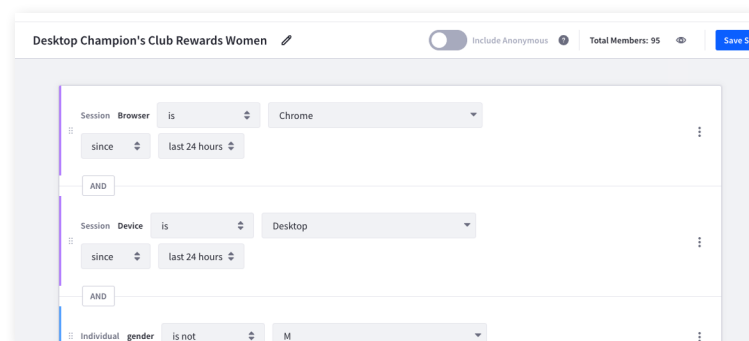 Desktop Champion's Club Rewards Women Include Anonymous ? Total Members: 95 Save S
Session Browser is Chrome
since last 24 hours
AND
Session Device is Desktop
since last 24 hours
AND
Individual gender is not M